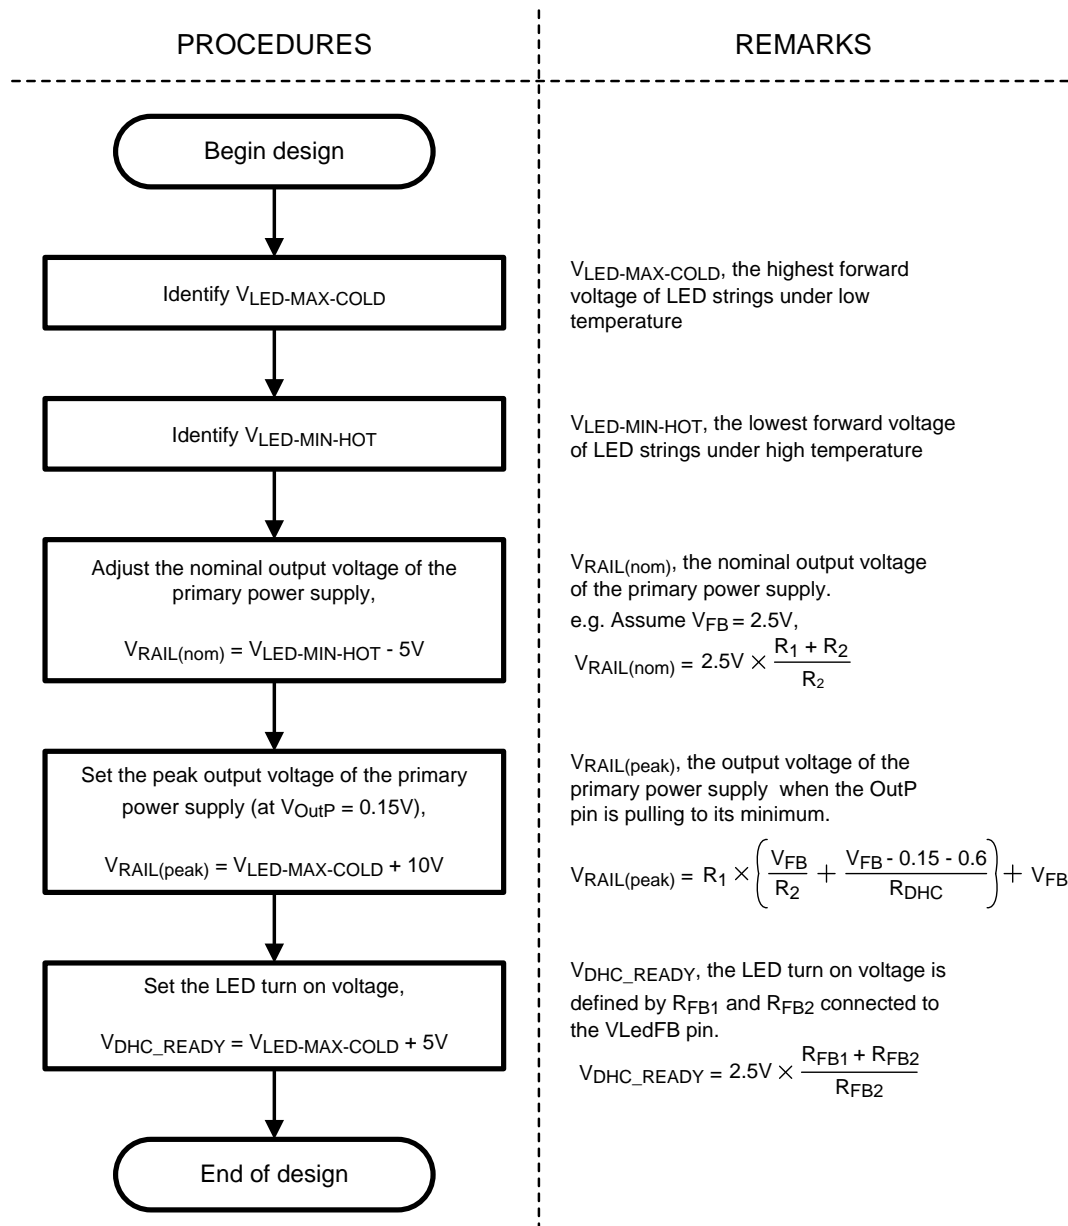 PROCEDURES
REMARKS
Begin design
Identify VLED-MAX-COLD
VLED-MAX-COLD, the highest forward
voltage of LED strings under low
temperature
Identify VLED-MIN-HOT
VLED-MIN-HOT, the lowest forward voltage
of LED strings under high temperature
Adjust the nominal output voltage of the
primary power supply,
VRAIL(nom) = VLED-MIN-HOT - 5V
VRAIL(nom), the nominal output voltage
of the primary power supply.
e.g. Assume VFB = 2.5V,
VRAIL(nom) = 2.5V × (R1 + R2) / R2
Set the peak output voltage of the primary
power supply (at VOutP = 0.15V),
VRAIL(peak) = VLED-MAX-COLD + 10V
VRAIL(peak), the output voltage of the
primary power supply when the OutP
pin is pulling to its minimum.
VRAIL(peak) = R1 × (VFB / R2 + (VFB - 0.15 - 0.6) / RDHC) + VFB
Set the LED turn on voltage,
VDHC_READY = VLED-MAX-COLD + 5V
VDHC_READY, the LED turn on voltage is
defined by RFB1 and RFB2 connected to
the VLedFB pin.
VDHC_READY = 2.5V × (RFB1 + RFB2) / RFB2
End of design